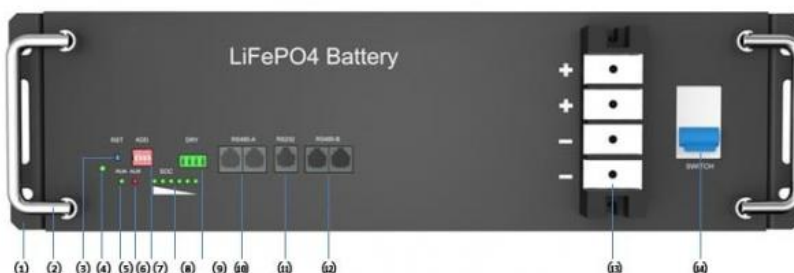 LiFePO4 Battery
+
+
−
−
RST ADD DRY RS485-A RS232 RS485-B
RUN ALM SOC
SWITCH
(1) (2) (3) (4) (5) (6) (7) (8) (9) (10) (11) (12) (13) (14)